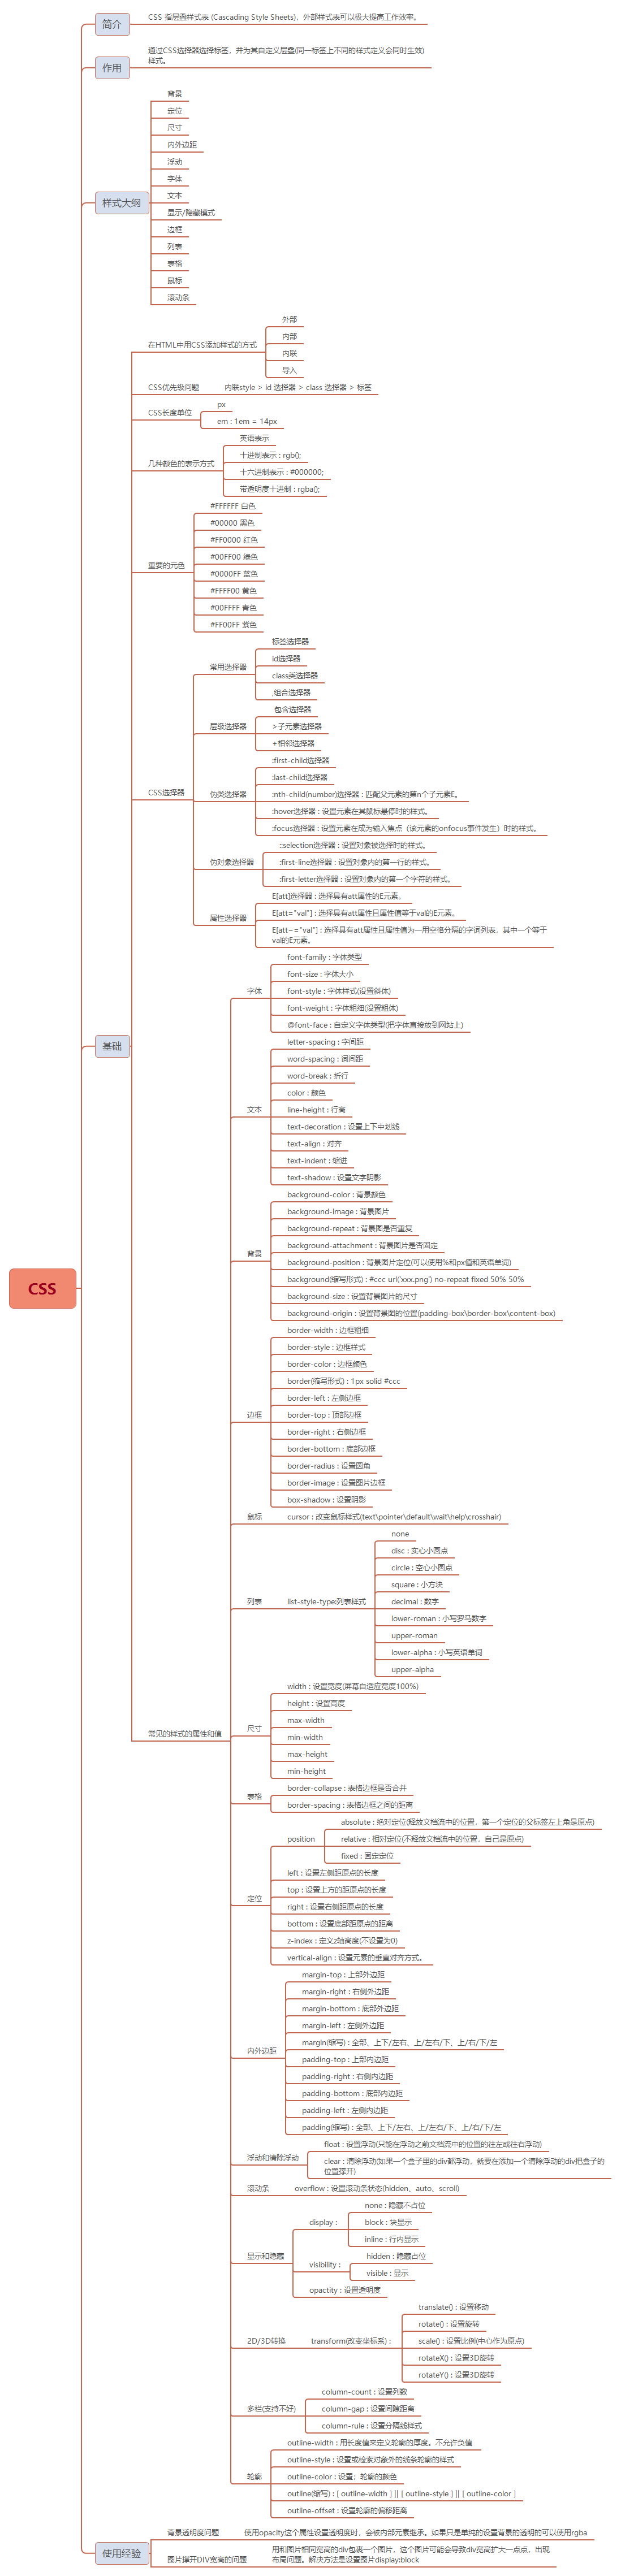 简介
CSS 指层叠样式表 (Cascading Style Sheets)，外部样式表可以极大提高工作效率。
作用
通过CSS选择器选择标签，并为其自定义层叠(同一标签上不同的样式定义会同时生效)
样式。
样式大纲
背景
定位
尺寸
内外边距
浮动
字体
文本
显示/隐藏模式
边框
列表
表格
鼠标
滚动条
CSS
基础
在HTML中用CSS添加样式的方式
外部
内部
内联
导入
CSS优先级问题
内联style > id 选择器 > class 选择器 > 标签
CSS长度单位
px
em : 1em = 14px
几种颜色的表示方式
英语表示
十进制表示 : rgb();
十六进制表示 : #000000;
带透明度十进制 : rgba();
重要的元色
#FFFFFF 白色
#00000 黑色
#FF0000 红色
#00FF00 绿色
#0000FF 蓝色
#FFFF00 黄色
#00FFFF 青色
#FF00FF 紫色
CSS选择器
常用选择器
标签选择器
id选择器
class类选择器
,组合选择器
层级选择器
包含选择器
>子元素选择器
+相邻选择器
伪类选择器
:first-child选择器
:last-child选择器
:nth-child(number)选择器 : 匹配父元素的第n个子元素E。
:hover选择器 : 设置元素在其鼠标悬停时的样式。
:focus选择器 : 设置元素在成为输入焦点（该元素的onfocus事件发生）时的样式。
伪对象选择器
::selection选择器 : 设置对象被选择时的样式。
:first-line选择器 : 设置对象内的第一行的样式。
:first-letter选择器 : 设置对象内的第一个字符的样式。
属性选择器
E[att]选择器 : 选择具有att属性的E元素。
E[att="val"] : 选择具有att属性且属性值等于val的E元素。
E[att~="val"] : 选择具有att属性且属性值为一用空格分隔的字词列表，其中一个等于
val的E元素。
常见的样式的属性和值
字体
font-family : 字体类型
font-size : 字体大小
font-style : 字体样式(设置斜体)
font-weight : 字体粗细(设置粗体)
@font-face : 自定义字体类型(把字体直接放到网站上)
文本
letter-spacing : 字间距
word-spacing : 词间距
word-break : 折行
color : 颜色
line-height : 行高
text-decoration : 设置上下中划线
text-align : 对齐
text-indent : 缩进
text-shadow : 设置文字阴影
背景
background-color : 背景颜色
background-image : 背景图片
background-repeat : 背景图是否重复
background-attachment : 背景图片是否固定
background-position : 背景图片定位(可以使用%和px值和英语单词)
background(缩写形式) : #ccc url('xxx.png') no-repeat fixed 50% 50%
background-size : 设置背景图片的尺寸
background-origin : 设置背景图的位置(padding-box\border-box\content-box)
边框
border-width : 边框粗细
border-style : 边框样式
border-color : 边框颜色
border(缩写形式) : 1px solid #ccc
border-left : 左侧边框
border-top : 顶部边框
border-right : 右侧边框
border-bottom : 底部边框
border-radius : 设置圆角
border-image : 设置图片边框
box-shadow : 设置阴影
鼠标
cursor : 改变鼠标样式(text\pointer\default\wait\help\crosshair)
列表
list-style-type:列表样式
none
disc : 实心小圆点
circle : 空心小圆点
square : 小方块
decimal : 数字
lower-roman : 小写罗马数字
upper-roman
lower-alpha : 小写英语单词
upper-alpha
尺寸
width : 设置宽度(屏幕自适应宽度100%)
height : 设置高度
max-width
min-width
max-height
min-height
表格
border-collapse : 表格边框是否合并
border-spacing : 表格边框之间的距离
定位
position
absolute : 绝对定位(释放文档流中的位置，第一个定位的父标签左上角是原点)
relative : 相对定位(不释放文档流中的位置，自己是原点)
fixed : 固定定位
left : 设置左侧距原点的长度
top : 设置上方的距原点的长度
right : 设置右侧距原点的长度
bottom : 设置底部距原点的距离
z-index : 定义z轴高度(不设置为0)
vertical-align : 设置元素的垂直对齐方式。
内外边距
margin-top : 上部外边距
margin-right : 右侧外边距
margin-bottom : 底部外边距
margin-left : 左侧外边距
margin(缩写) : 全部、上下/左右、上/左右/下、上/右/下/左
padding-top : 上部内边距
padding-right : 右侧内边距
padding-bottom : 底部内边距
padding-left : 左侧内边距
padding(缩写) : 全部、上下/左右、上/左右/下、上/右/下/左
浮动和清除浮动
float : 设置浮动(只能在浮动之前文档流中的位置的往左或往右浮动)
clear : 清除浮动(如果一个盒子里的div都浮动，就要在添加一个清除浮动的div把盒子的
位置撑开)
滚动条
overflow : 设置滚动条状态(hidden、auto、scroll)
显示和隐藏
display :
none : 隐藏不占位
block : 块显示
inline : 行内显示
visibility :
hidden : 隐藏占位
visible : 显示
opactity : 设置透明度
2D/3D转换
transform(改变坐标系) :
translate() : 设置移动
rotate() : 设置旋转
scale() : 设置比例(中心作为原点)
rotateX() : 设置3D旋转
rotateY() : 设置3D旋转
多栏(支持不好)
column-count : 设置列数
column-gap : 设置间隙距离
column-rule : 设置分隔线样式
轮廓
outline-width : 用长度值来定义轮廓的厚度。不允许负值
outline-style : 设置或检索对象外的线条轮廓的样式
outline-color : 设置：轮廓的颜色
outline(缩写) : [ outline-width ] || [ outline-style ] || [ outline-color ]
outline-offset : 设置轮廓的偏移距离
使用经验
背景透明度问题
使用opacity这个属性设置透明度时，会被内部元素继承。如果只是单纯的设置背景的透明的可以使用rgba
图片撑开DIV宽高的问题
用和图片相同宽高的div包裹一个图片，这个图片可能会导致div宽高扩大一点点，出现
布局问题。解决方法是设置图片display:block